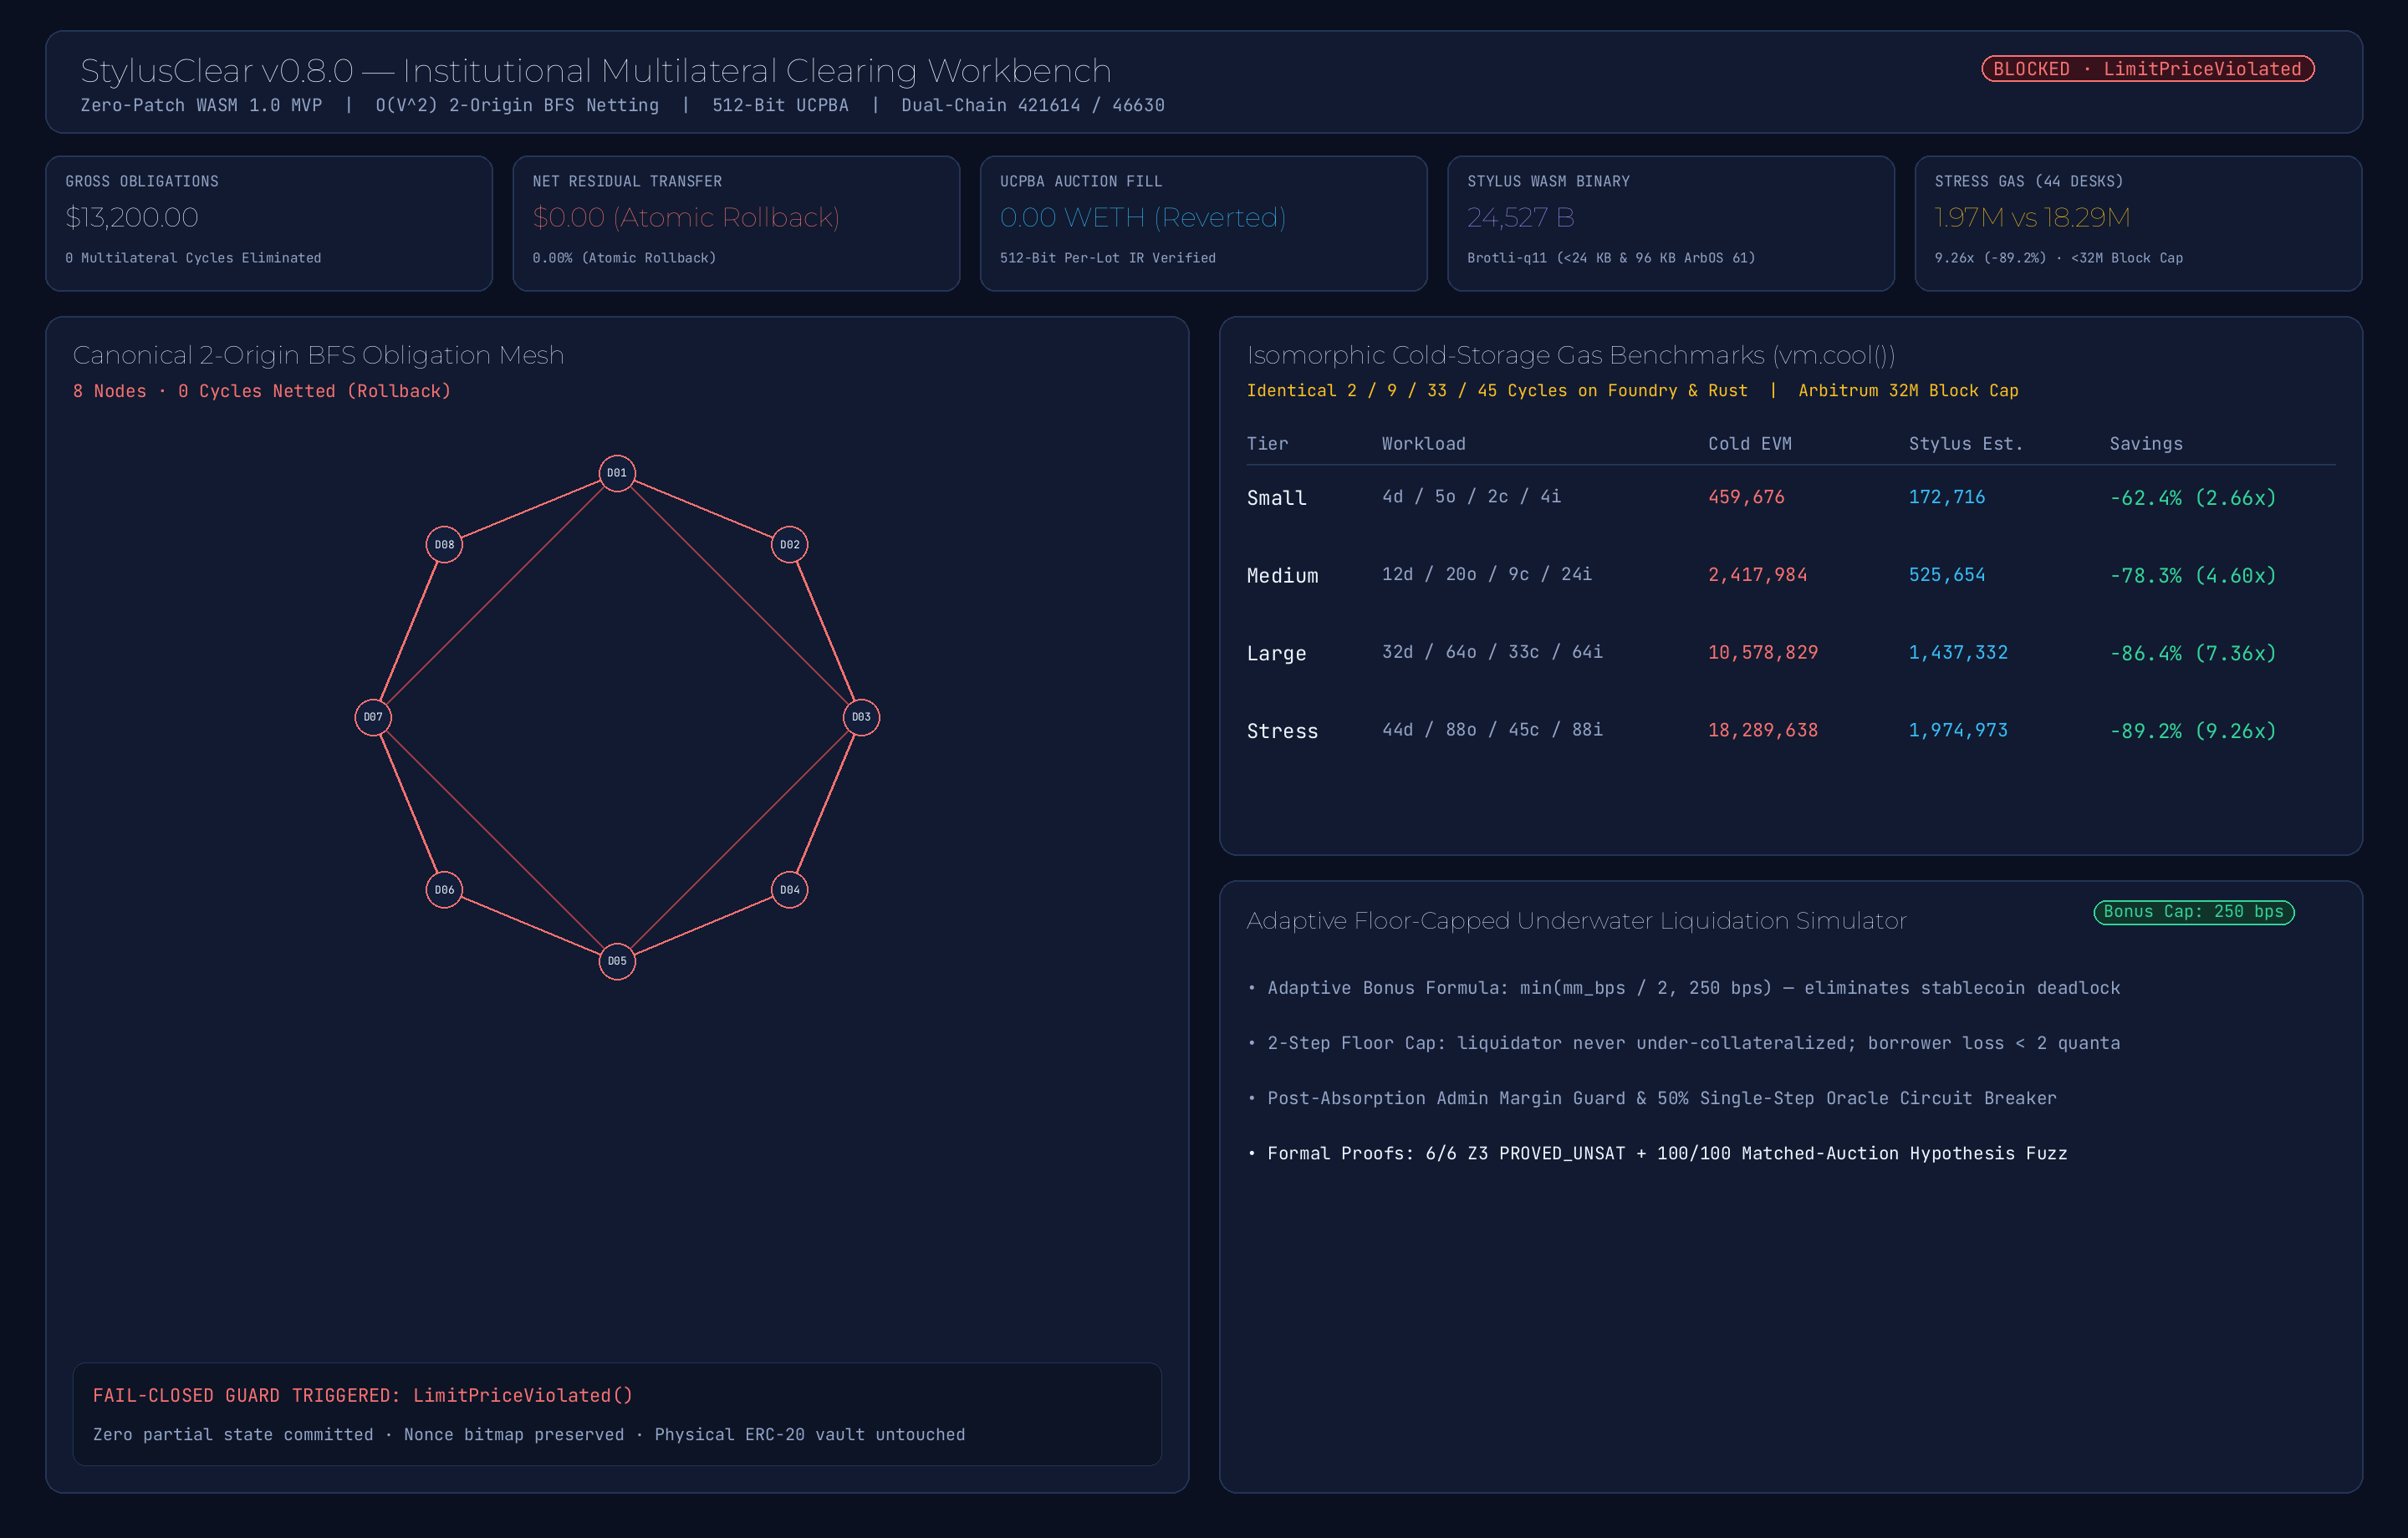 StylusClear v0.8.0 — Institutional Multilateral Clearing Workbench
BLOCKED · LimitPriceViolated
Zero-Patch WASM 1.0 MVP | O(V^2) 2-Origin BFS Netting | 512-Bit UCPBA | Dual-Chain 421614 / 46630
GROSS OBLIGATIONS
$13,200.00
0 Multilateral Cycles Eliminated
NET RESIDUAL TRANSFER
$0.00 (Atomic Rollback)
0.00% (Atomic Rollback)
UCPBA AUCTION FILL
0.00 WETH (Reverted)
512-Bit Per-Lot IR Verified
STYLUS WASM BINARY
24,527 B
Brotli-q11 (<24 KB & 96 KB ArbOS 61)
STRESS GAS (44 DESKS)
1.97M vs 18.29M
9.26x (-89.2%) · <32M Block Cap
Canonical 2-Origin BFS Obligation Mesh
8 Nodes · 0 Cycles Netted (Rollback)
D01
D08
D02
D07
D03
D06
D04
D05
FAIL-CLOSED GUARD TRIGGERED: LimitPriceViolated()
Zero partial state committed · Nonce bitmap preserved · Physical ERC-20 vault untouched
Isomorphic Cold-Storage Gas Benchmarks (vm.cool())
Identical 2 / 9 / 33 / 45 Cycles on Foundry & Rust | Arbitrum 32M Block Cap
Tier Workload Cold EVM Stylus Est. Savings
Small 4d / 5o / 2c / 4i 459,676 172,716 -62.4% (2.66x)
Medium 12d / 20o / 9c / 24i 2,417,984 525,654 -78.3% (4.60x)
Large 32d / 64o / 33c / 64i 10,578,829 1,437,332 -86.4% (7.36x)
Stress 44d / 88o / 45c / 88i 18,289,638 1,974,973 -89.2% (9.26x)
Adaptive Floor-Capped Underwater Liquidation Simulator
Bonus Cap: 250 bps
• Adaptive Bonus Formula: min(mm_bps / 2, 250 bps) — eliminates stablecoin deadlock
• 2-Step Floor Cap: liquidator never under-collateralized; borrower loss < 2 quanta
• Post-Absorption Admin Margin Guard & 50% Single-Step Oracle Circuit Breaker
• Formal Proofs: 6/6 Z3 PROVED_UNSAT + 100/100 Matched-Auction Hypothesis Fuzz